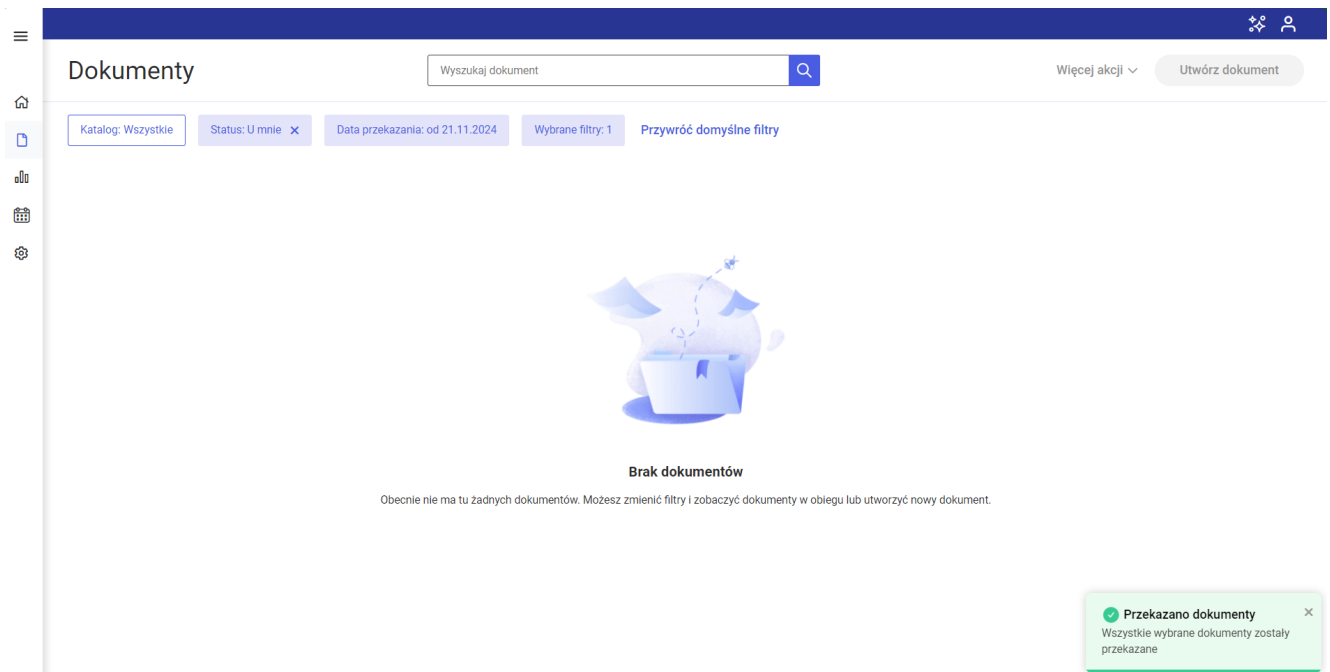 Dokumenty
Wyszukaj dokument
Więcej akcji
Utwórz dokument
Katalog: Wszystkie
Status: U mnie
Data przekazania: od 21.11.2024
Wybrane filtry: 1
Przywróć domyślne filtry
Brak dokumentów
Obecnie nie ma tu żadnych dokumentów. Możesz zmienić filtry i zobaczyć dokumenty w obiegu lub utworzyć nowy dokument.
Przekazano dokumenty
Wszystkie wybrane dokumenty zostały
przekazane